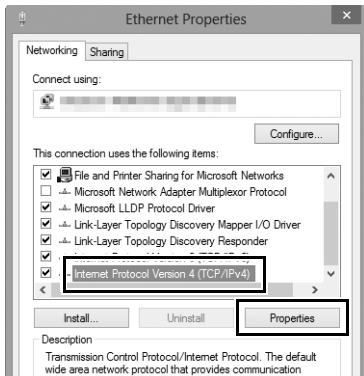 Ethernet Properties
Networking Sharing
Connect using:
Configure...
This connection uses the following items:
File and Printer Sharing for Microsoft Networks
Microsoft Network Adapter Multiplexor Protocol
Microsoft LLDP Protocol Driver
Link-Layer Topology Discovery Mapper I/O Driver
Link-Layer Topology Discovery Responder
Internet Protocol Version 4 (TCP/IPv4)
Install... Uninstall Properties
Description
Transmission Control Protocol/Internet Protocol. The default
wide area network protocol that provides communication